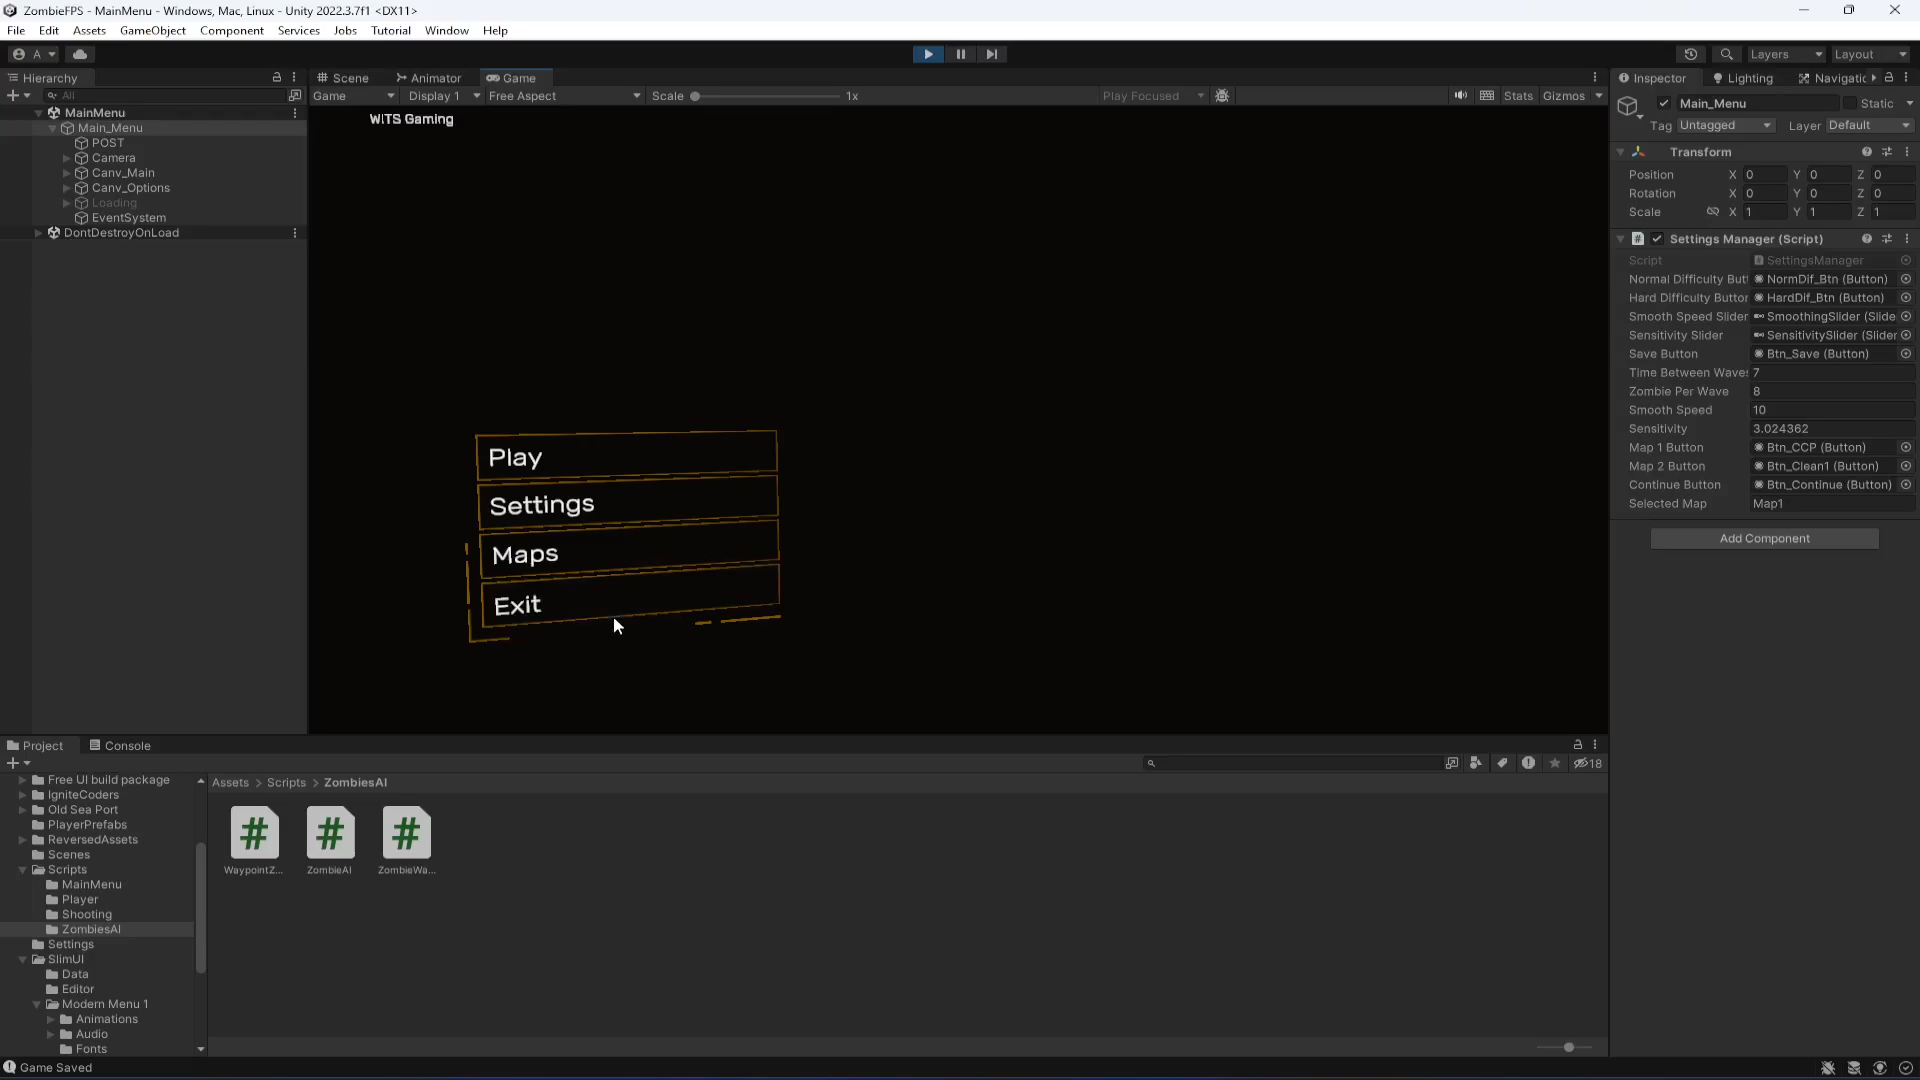 ZombieFPS - MainMenu - Windows, Mac, Linux - Unity 2022.3.7f1 <DX11>
File Edit Assets GameObject Component Services Jobs Tutorial Window Help
A Layers Layout
Hierarchy Scene Animator Game Inspector Lighting Navigatic
All Game Display 1 Free Aspect Scale 1x Play Focused Stats Gizmos
MainMenu
Main_Menu
POST
Camera
Canv_Main
Canv_Options
Loading
EventSystem
DontDestroyOnLoad
WITS Gaming
Play
Settings
Maps
Exit
Main_Menu Static
Tag Untagged Layer Default
Transform
Position X 0 Y 0 Z 0
Rotation X 0 Y 0 Z 0
Scale X 1 Y 1 Z 1
# Settings Manager (Script)
Script SettingsManager
Normal Difficulty But NormDif_Btn (Button)
Hard Difficulty Button HardDif_Btn (Button)
Smooth Speed Slider SmoothingSlider (Slide
Sensitivity Slider SensitivitySlider (Slider
Save Button Btn_Save (Button)
Time Between Waves 7
Zombie Per Wave 8
Smooth Speed 10
Sensitivity 3.024362
Map 1 Button Btn_CCP (Button)
Map 2 Button Btn_Clean1 (Button)
Continue Button Btn_Continue (Button)
Selected Map Map1
Add Component
Project Console
18
Free UI build package
IgniteCoders
Old Sea Port
PlayerPrefabs
ReversedAssets
Scenes
Scripts
MainMenu
Player
Shooting
ZombiesAI
Settings
SlimUI
Data
Editor
Modern Menu 1
Animations
Audio
Fonts
Assets > Scripts > ZombiesAI
# # #
WaypointZ... ZombieAI ZombieWa...
Game Saved